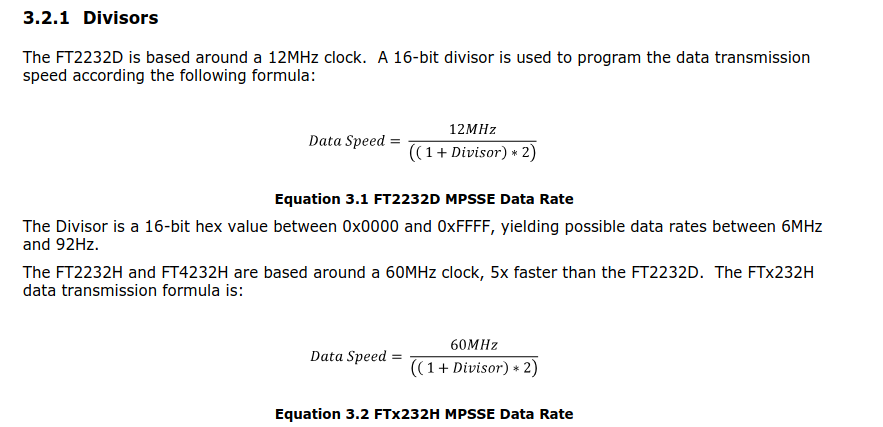 3.2.1 Divisors
The FT2232D is based around a 12MHz clock. A 16-bit divisor is used to program the data transmission
speed according the following formula:
Data Speed = 12MHz / ((1 + Divisor) * 2)
Equation 3.1 FT2232D MPSSE Data Rate
The Divisor is a 16-bit hex value between 0x0000 and 0xFFFF, yielding possible data rates between 6MHz
and 92Hz.
The FT2232H and FT4232H are based around a 60MHz clock, 5x faster than the FT2232D. The FTx232H
data transmission formula is:
Data Speed = 60MHz / ((1 + Divisor) * 2)
Equation 3.2 FTx232H MPSSE Data Rate